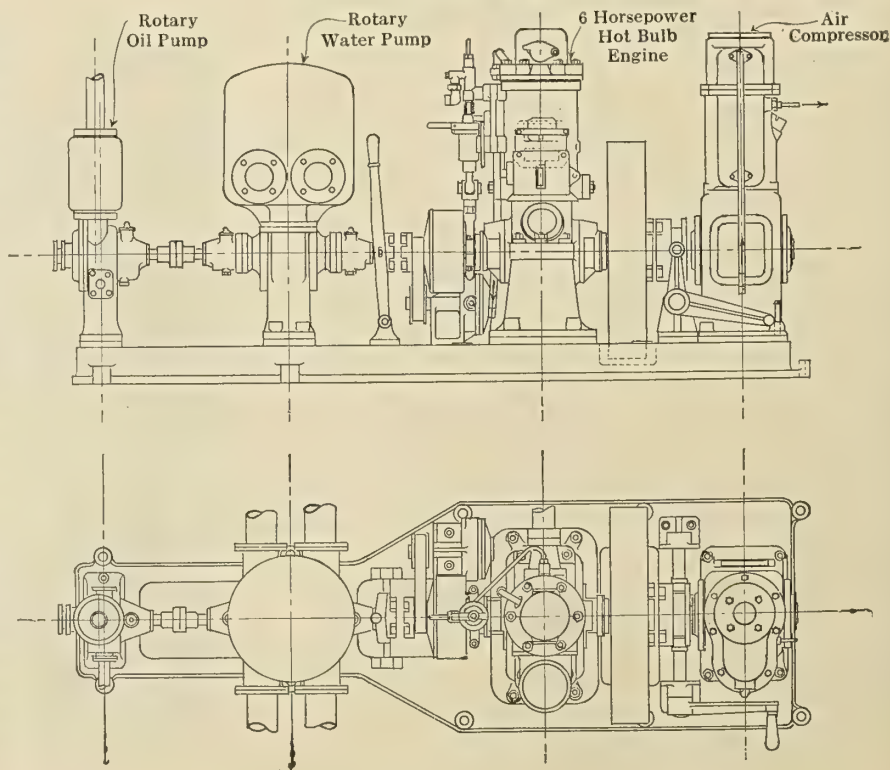 Rotary
Oil Pump
Rotary
Water Pump
6 Horsepower
Hot Bulb
Engine
Air
Compressor